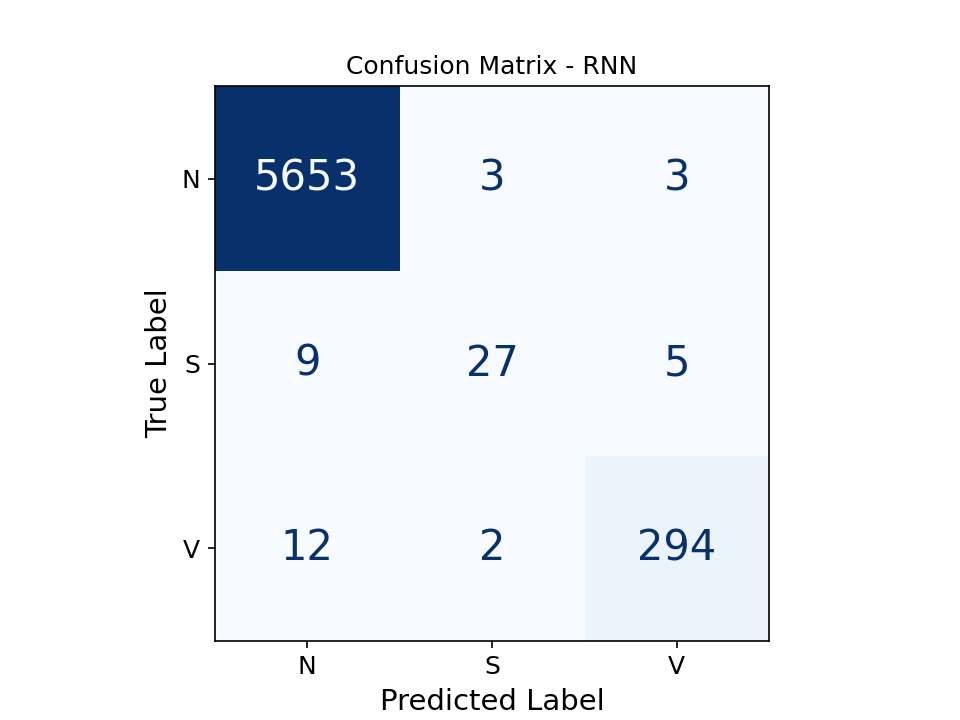 Confusion Matrix - RNN
N 5653 3 3
S 9 27 5
V 12 2 294
N S V
True Label
Predicted Label